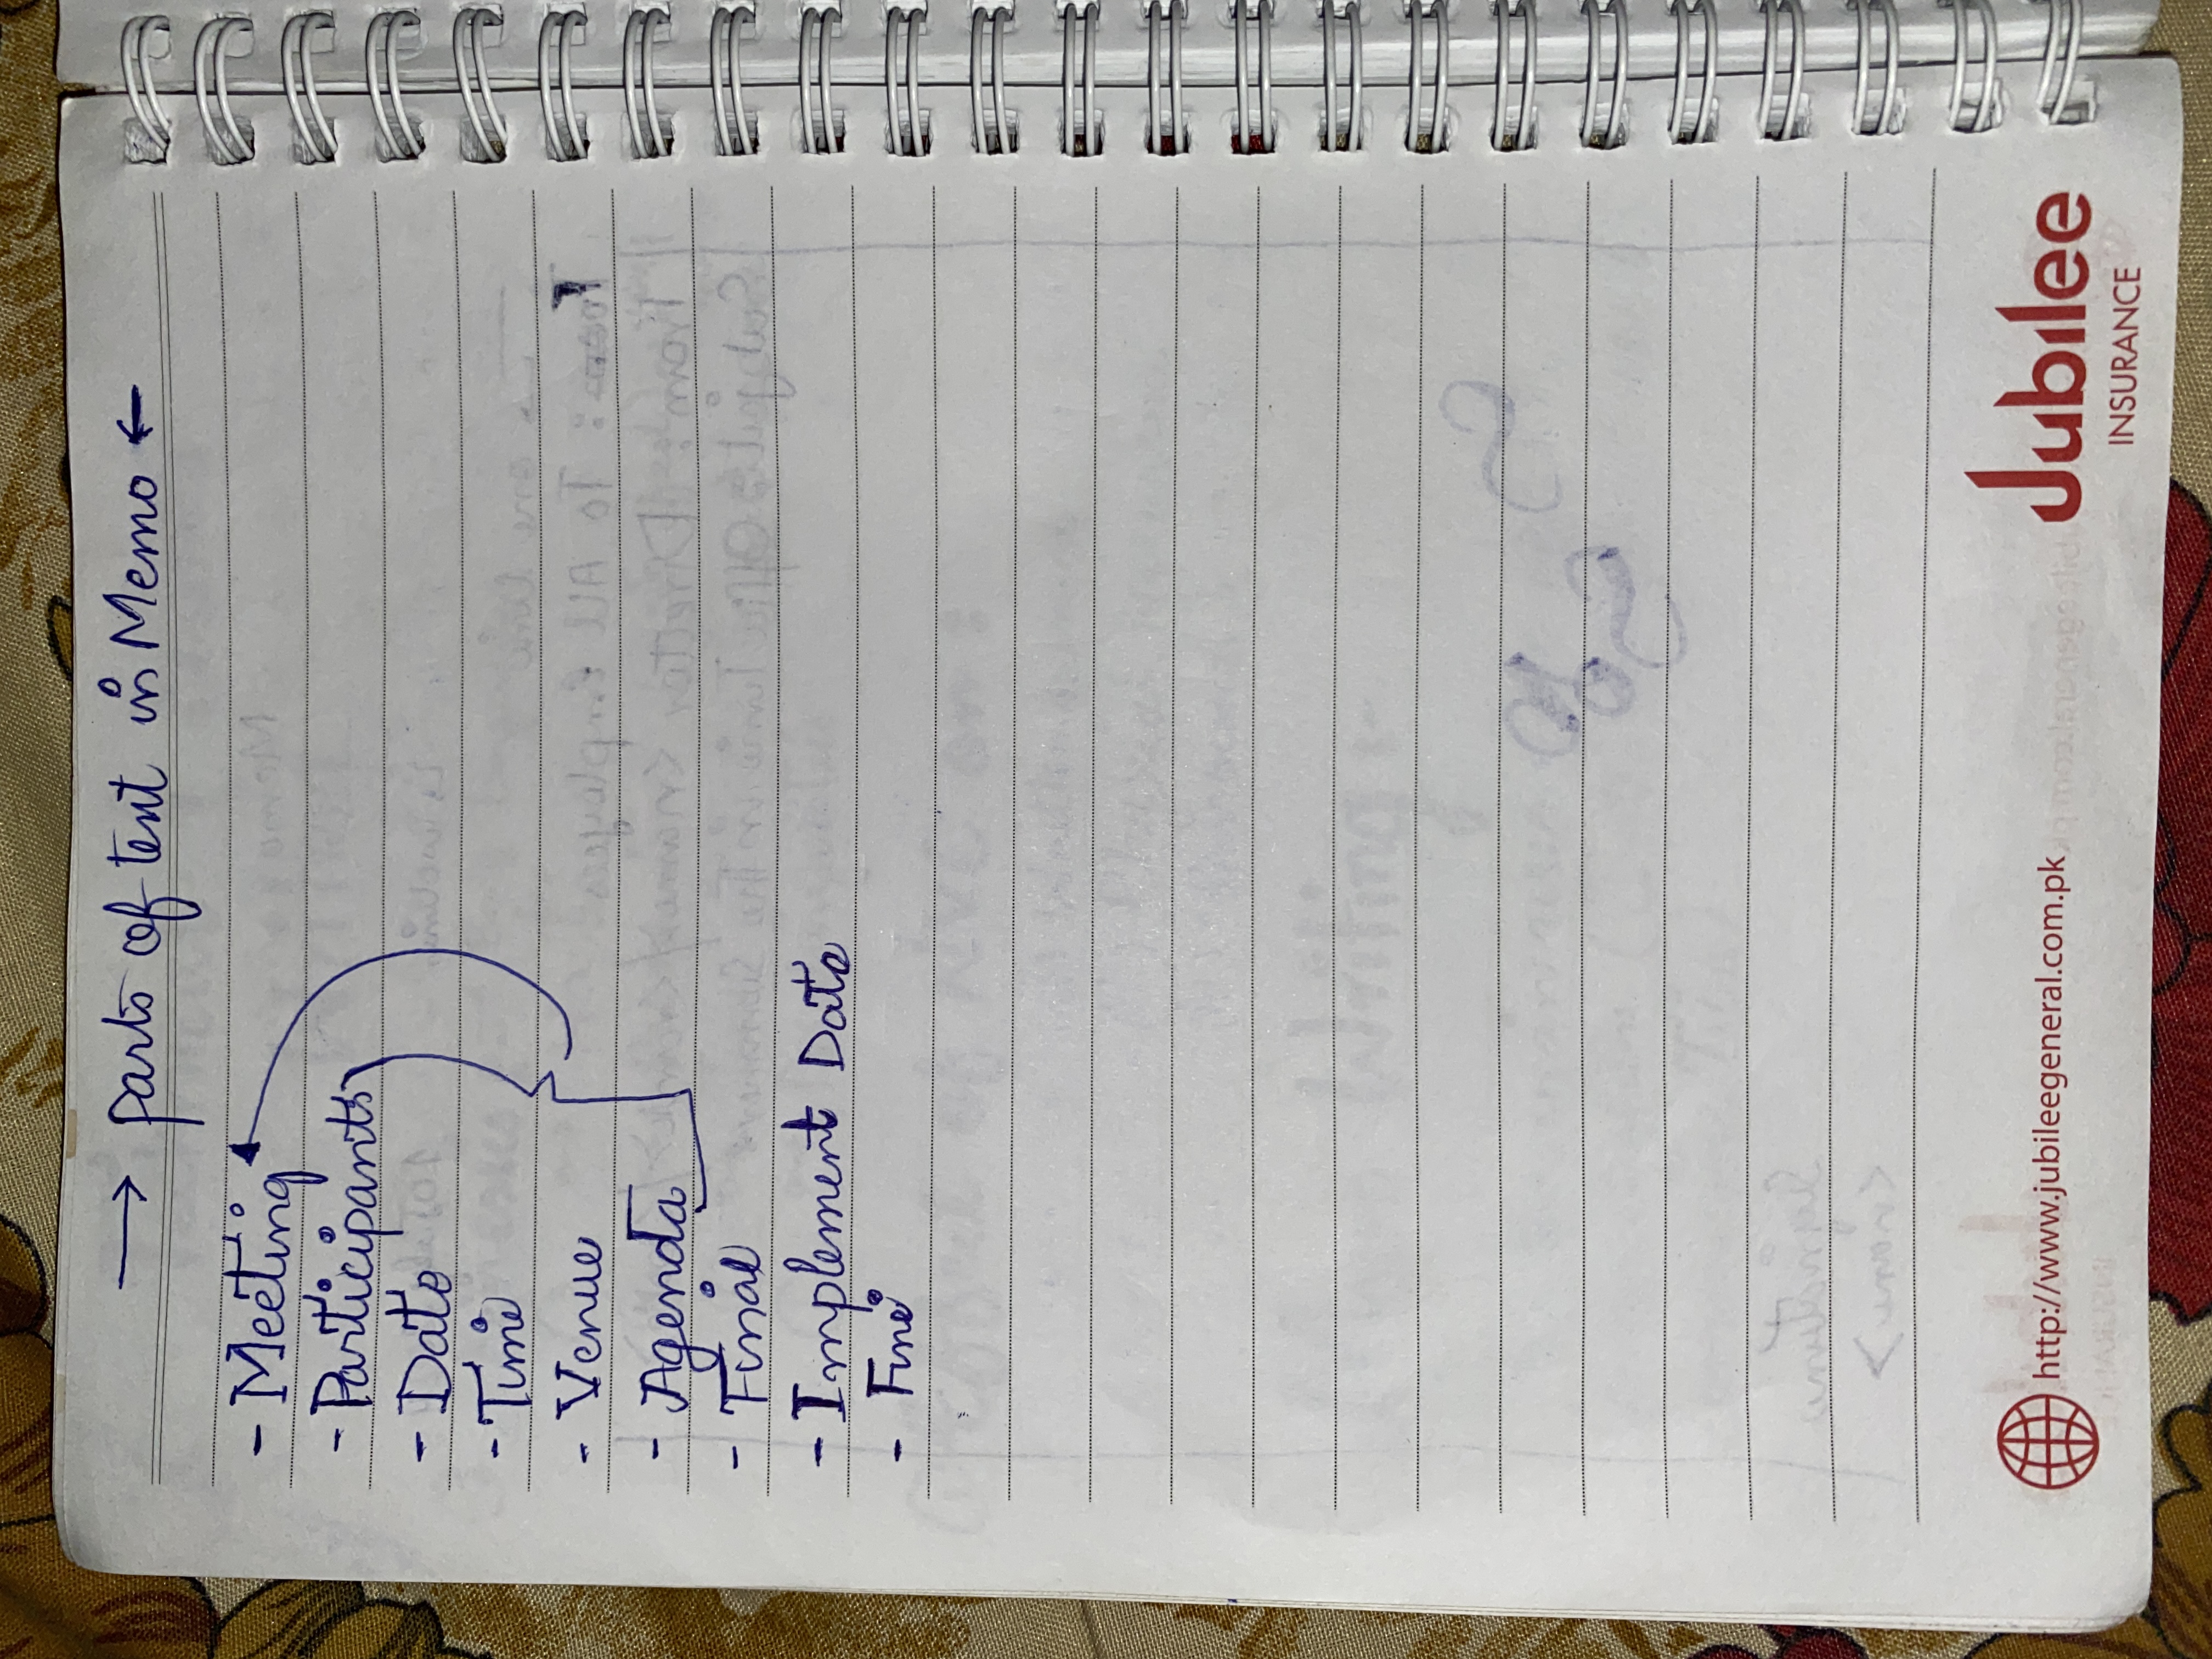 → Parts of text in Memo ←
- Meeting
- Participants
- Date
- Time
- Venue
- Agenda
- Final
- Implement Date
- Fine
http://www.jubileegeneral.com.pk
Jubilee
INSURANCE